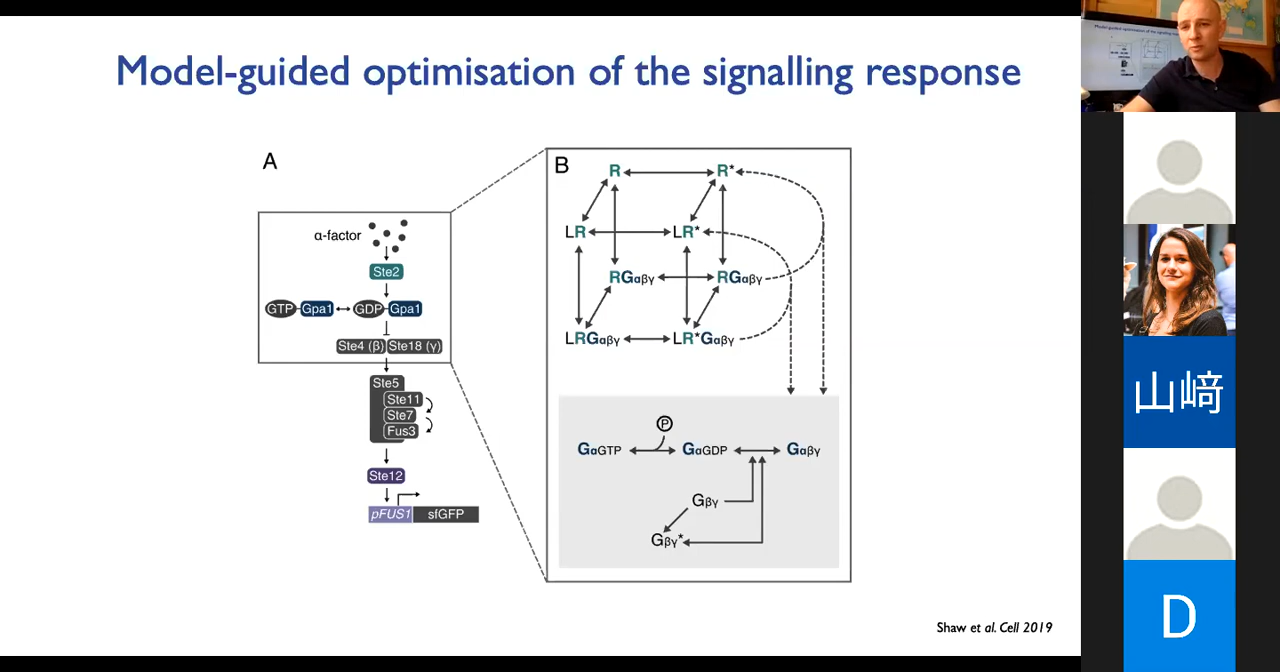 Model-guided optimisation of the signalling response
A
α-factor
Ste2
GTP Gpa1 GDP Gpa1
Ste4 (β) Ste18 (γ)
Ste5
Ste11
Ste7
Fus3
Ste12
pFUS1 sfGFP
B
R R*
LR LR*
RGαβγ RGαβγ
LRGαβγ LR*Gαβγ
P
GαGTP GαGDP Gαβγ
Gβγ
Gβγ*
Shaw et al. Cell 2019
山﨑
D